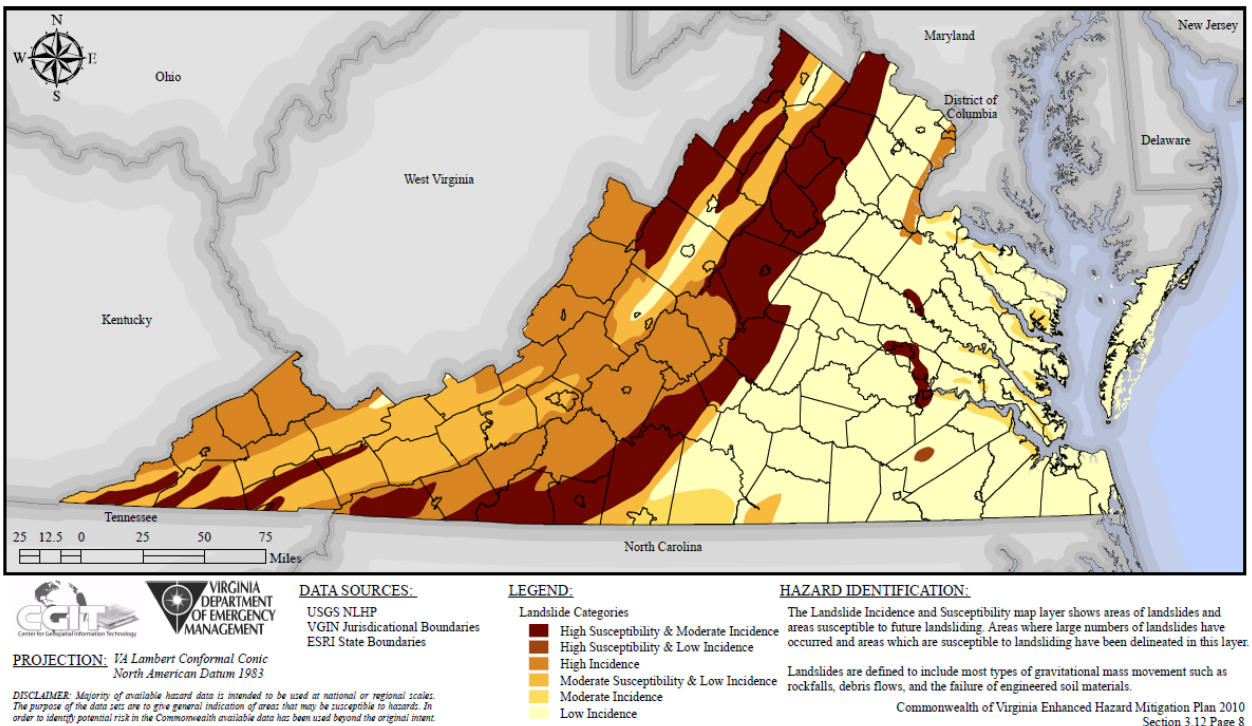 N
W
E
S
Ohio
Maryland
New Jersey
District of
Columbia
Delaware
West Virginia
Kentucky
Tennessee
North Carolina
25 12.5 0 25 50 75
Miles
CGIT
Center for Geospatial Information Technology
VIRGINIA
DEPARTMENT
OF EMERGENCY
MANAGEMENT
PROJECTION: VA Lambert Conformal Conic
North American Datum 1983
DISCLAIMER: Majority of available hazard data is intended to be used at national or regional scales.
The purpose of the data sets are to give general indication of areas that may be susceptible to hazards. In
order to identify potential risk in the Commonwealth available data has been used beyond the original intent.
DATA SOURCES:
USGS NLHP
VGIN Jurisdicational Boundaries
ESRI State Boundaries
LEGEND:
Landslide Categories
High Susceptibility & Moderate Incidence
High Susceptibility & Low Incidence
High Incidence
Moderate Susceptibility & Low Incidence
Moderate Incidence
Low Incidence
HAZARD IDENTIFICATION:
The Landslide Incidence and Susceptibility map layer shows areas of landslides and
areas susceptible to future landsliding. Areas where large numbers of landslides have
occurred and areas which are susceptible to landsliding have been delineated in this layer.
Landslides are defined to include most types of gravitational mass movement such as
rockfalls, debris flows, and the failure of engineered soil materials.
Commonwealth of Virginia Enhanced Hazard Mitigation Plan 2010
Section 3.12 Page 8